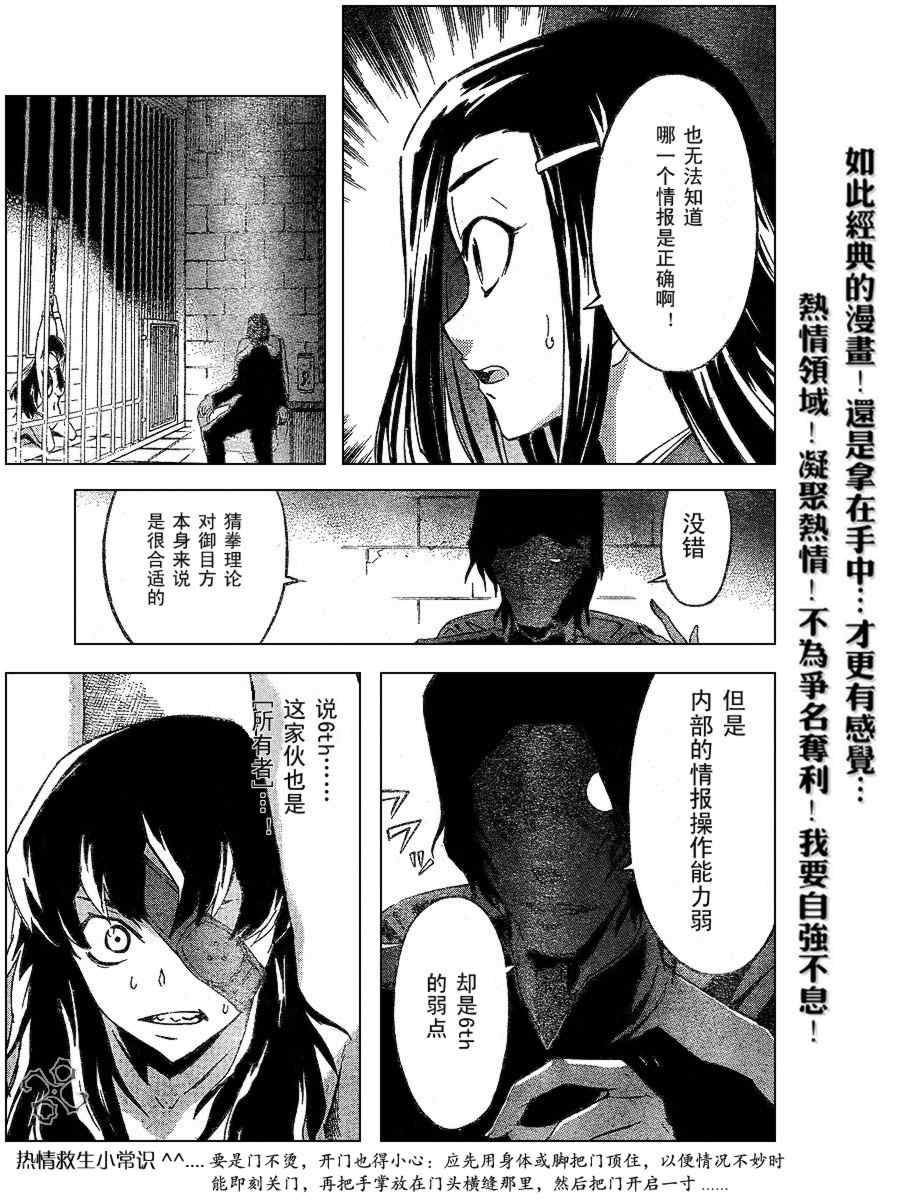 也无法知道
哪一个情报是正确啊！
没错
猜拳理论
对御目方
本身来说
是很合适的
但是
内部的情报操作能力弱
却是6th
的弱点
说6th……
这家伙也是
［所有者］…！
如此經典的漫畫！還是拿在手中…才更有感覺…
熱情領域！凝聚熱情！不為爭名奪利！我要自強不息！
热情救生小常识 ^^.... 要是门不烫，开门也得小心：应先用身体或脚把门顶住，以便情况不妙时
能即刻关门，再把手掌放在门头横缝那里，然后把门开启一寸 ......